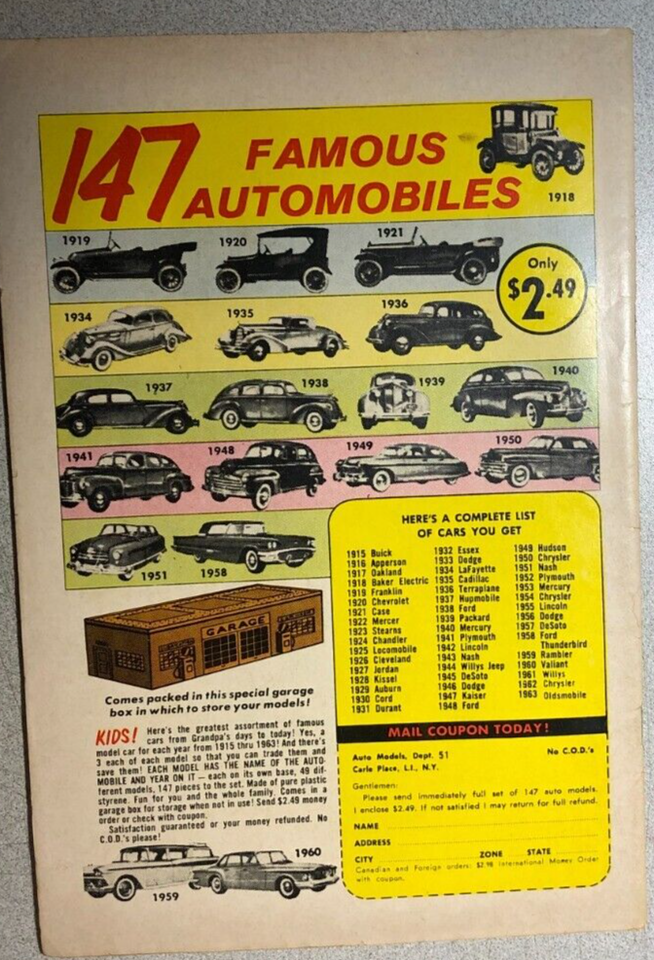 147 FAMOUS
AUTOMOBILES
1918
1919
1920
1921
Only
$2.49
1934
1935
1936
1937
1938
1939
1940
1941
1948
1949
1950
1951
1958
GARAGE
Comes packed in this special garage
box in which to store your models!
KIDS! Here's the greatest assortment of famous
cars from Grandpa's days to today! Yes, a
model car for each year from 1915 thru 1963! And there's
3 each of each model so that you can trade them and
save them! EACH MODEL HAS THE NAME OF THE AUTO-
MOBILE AND YEAR ON IT — each on its own base, 49 dif-
ferent models, 147 pieces to the set. Made of pure plastic
styrene. Fun for you and the whole family. Comes in a
garage box for storage when not in use! Send $2.49 money
order or check with coupon.
Satisfaction guaranteed or your money refunded. No
C.O.D.'s please!
1959
1960
HERE'S A COMPLETE LIST
OF CARS YOU GET
1915 Buick
1916 Apperson
1917 Oakland
1918 Baker Electric
1919 Franklin
1920 Chevrolet
1921 Case
1922 Mercer
1923 Stearns
1924 Chandler
1925 Locomobile
1926 Cleveland
1927 Jordan
1928 Kissel
1929 Auburn
1930 Cord
1931 Durant
1932 Essex
1933 Dodge
1934 LaFayette
1935 Cadillac
1936 Terraplane
1937 Hupmobile
1938 Ford
1939 Packard
1940 Mercury
1941 Plymouth
1942 Lincoln
1943 Nash
1944 Willys Jeep
1945 DeSoto
1946 Dodge
1947 Kaiser
1948 Ford
1949 Hudson
1950 Chrysler
1951 Nash
1952 Plymouth
1953 Mercury
1954 Chrysler
1955 Lincoln
1956 Dodge
1957 DeSoto
1958 Ford
Thunderbird
1959 Rambler
1960 Valiant
1961 Willys
1962 Chrysler
1963 Oldsmobile
MAIL COUPON TODAY!
Auto Models, Dept. 51 No C.O.D.'s
Carle Place, L.I., N.Y.
Gentlemen:
Please send immediately full set of 147 auto models.
I enclose $2.49. If not satisfied I may return for full refund.
NAME
ADDRESS
CITY ZONE STATE
Canadian and Foreign orders: $2.98 International Money Order
with coupon.